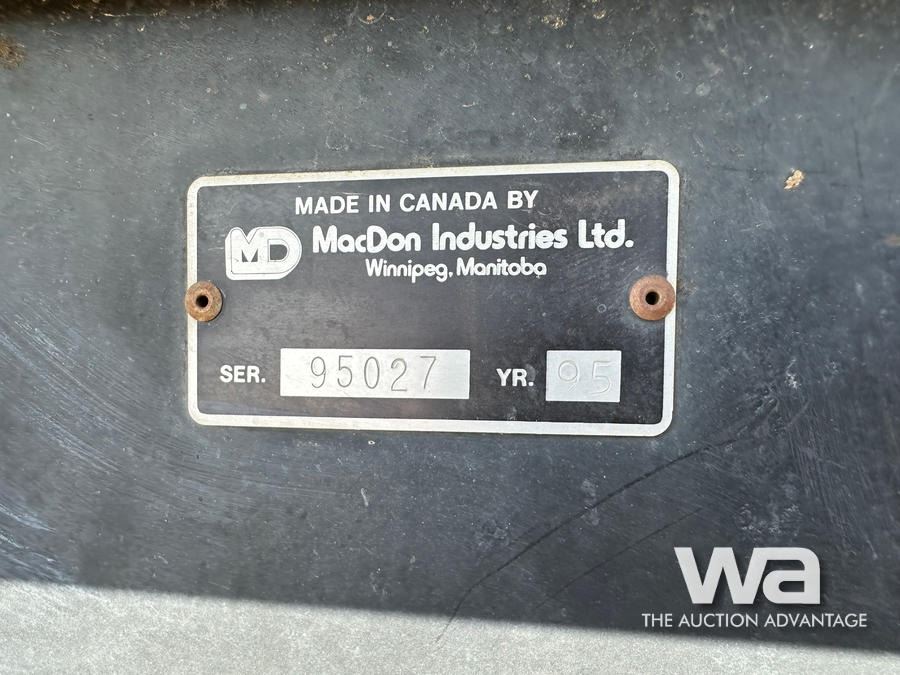 MADE IN CANADA BY
MD MacDon Industries Ltd.
Winnipeg, Manitoba
SER. 95027 YR. 95
wa
THE AUCTION ADVANTAGE